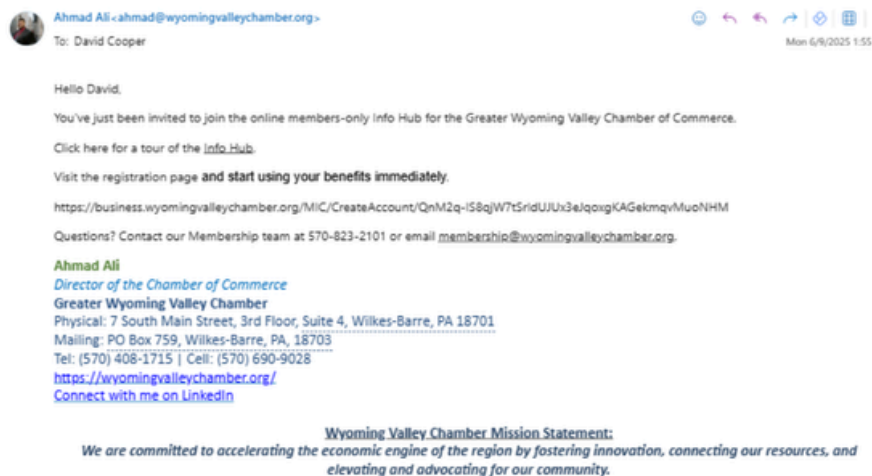 Ahmad Ali<ahmad@wyomingvalleychamber.org>
To: David Cooper
Mon 6/9/2025 1:55
Hello David,
You've just been invited to join the online members-only Info Hub for the Greater Wyoming Valley Chamber of Commerce.
Click here for a tour of the Info Hub.
Visit the registration page and start using your benefits immediately.
https://business.wyomingvalleychamber.org/MIC/CreateAccount/
Questions? Contact our Membership team at 570-823-2101 or email membership@wyomingvalleychamber.org.
Ahmad Ali
Director of the Chamber of Commerce
Greater Wyoming Valley Chamber
Physical: 7 South Main Street, 3rd Floor, Suite 4, Wilkes-Barre, PA 18701
Mailing: PO Box 759, Wilkes-Barre, PA, 18703
Tel: (570) 408-1715 | Cell: (570) 690-9028
https://wyomingvalleychamber.org/
Connect with me on LinkedIn
Wyoming Valley Chamber Mission Statement:
We are committed to accelerating the economic engine of the region by fostering innovation, connecting our resources, and
elevating and advocating for our community.